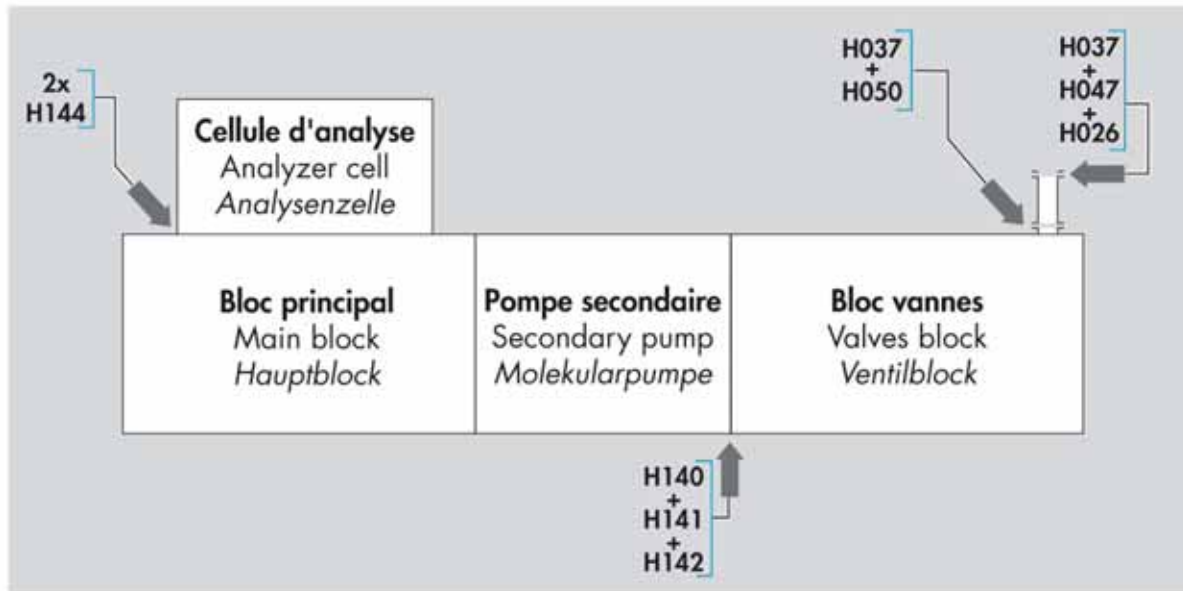 2x
H144
Cellule d'analyse
Analyzer cell
Analysenzelle
H037
+
H050
H037
+
H047
+
H026
Bloc principal
Main block
Hauptblock
Pompe secondaire
Secondary pump
Molekularpumpe
Bloc vannes
Valves block
Ventilblock
H140
+
H141
+
H142